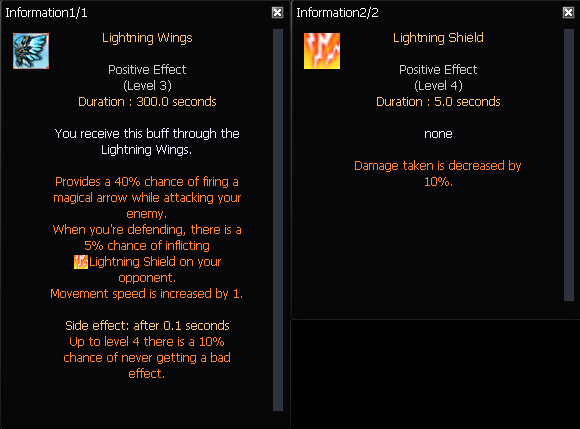 Information1/1
Lightning Wings
Positive Effect
(Level 3)
Duration : 300.0 seconds
You receive this buff through the
Lightning Wings.
Provides a 40% chance of firing a
magical arrow while attacking your
enemy.
When you're defending, there is a
5% chance of inflicting
Lightning Shield on your
opponent.
Movement speed is increased by 1.
Side effect: after 0.1 seconds
Up to level 4 there is a 10%
chance of never getting a bad
effect.
Information2/2
Lightning Shield
Positive Effect
(Level 4)
Duration : 5.0 seconds
none
Damage taken is decreased by
10%.